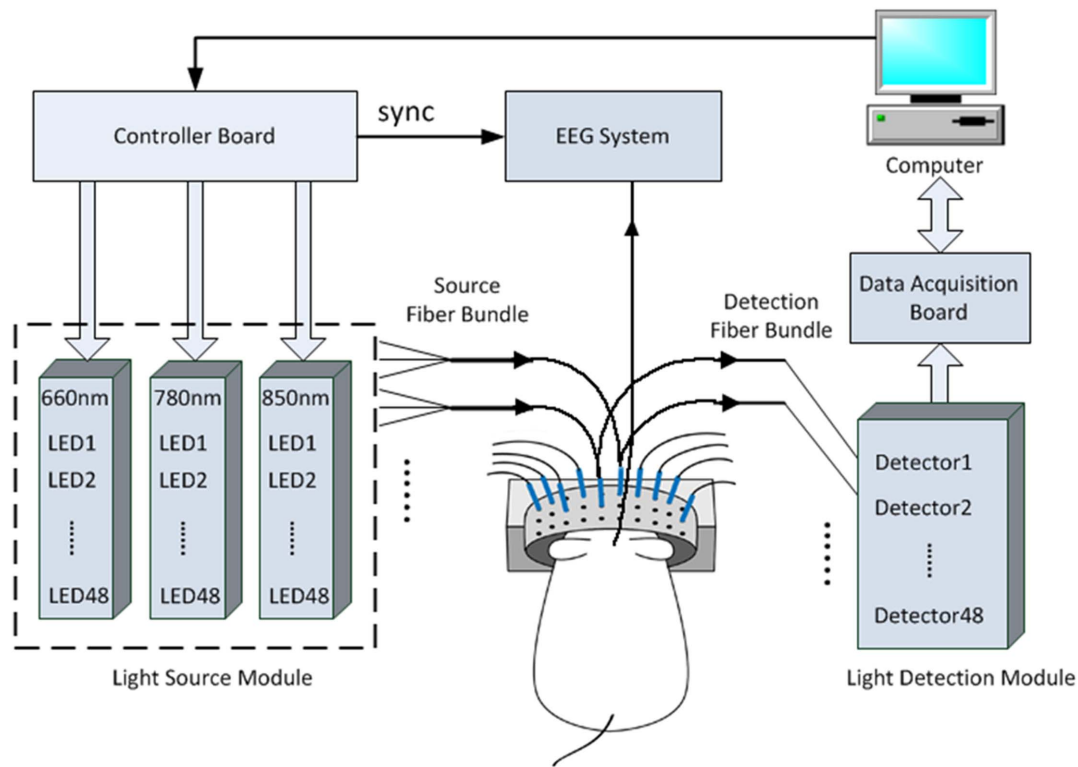 Controller Board
sync
EEG System
Computer
Data Acquisition
Board
Source
Fiber Bundle
Detection
Fiber Bundle
660nm
LED1
LED2
LED48
780nm
LED1
LED2
LED48
850nm
LED1
LED2
LED48
Light Source Module
Detector1
Detector2
Detector48
Light Detection Module